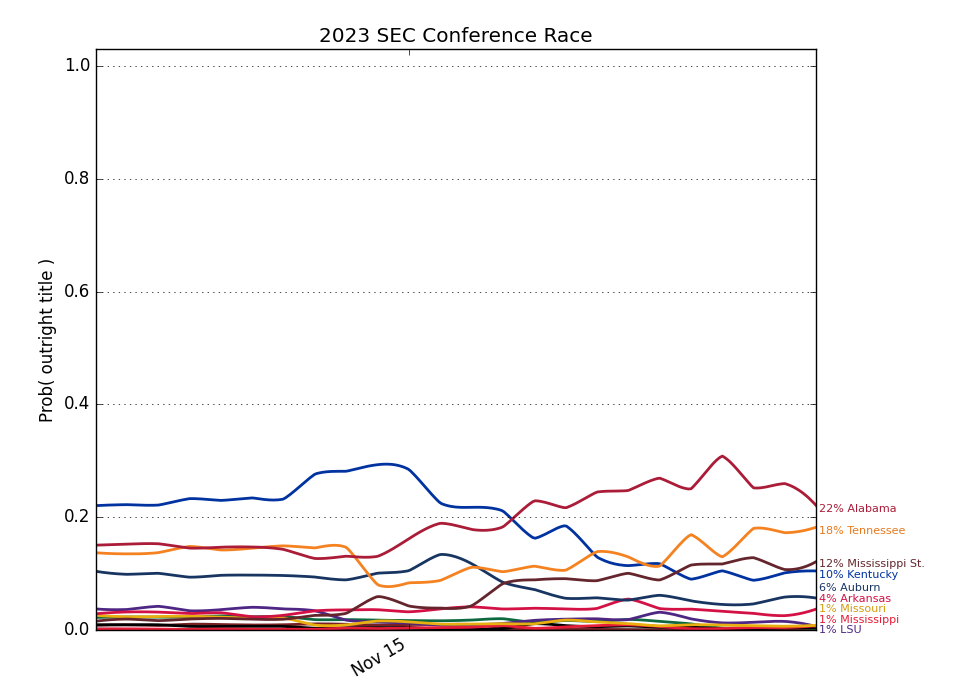 2023 SEC Conference Race
Prob( outright title )
1.0
0.8
0.6
0.4
0.2
0.0
Nov 15
22% Alabama
18% Tennessee
12% Mississippi St.
10% Kentucky
6% Auburn
4% Arkansas
1% Missouri
1% Mississippi
1% LSU